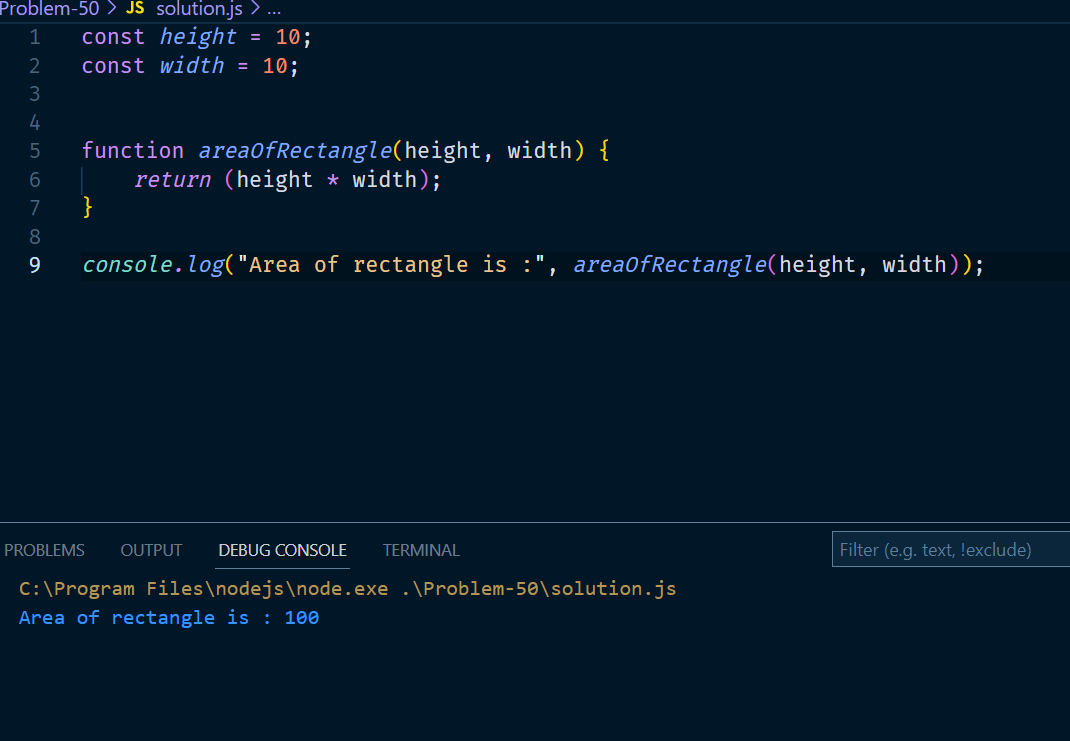 Problem-50 > JS solution.js > ...
1 const height = 10;
2 const width = 10;
3
4
5 function areaOfRectangle(height, width) {
6     return (height * width);
7 }
8
9 console.log("Area of rectangle is :", areaOfRectangle(height, width));
PROBLEMS OUTPUT DEBUG CONSOLE TERMINAL Filter (e.g. text, !exclude)
C:\Program Files\nodejs\node.exe .\Problem-50\solution.js
Area of rectangle is : 100